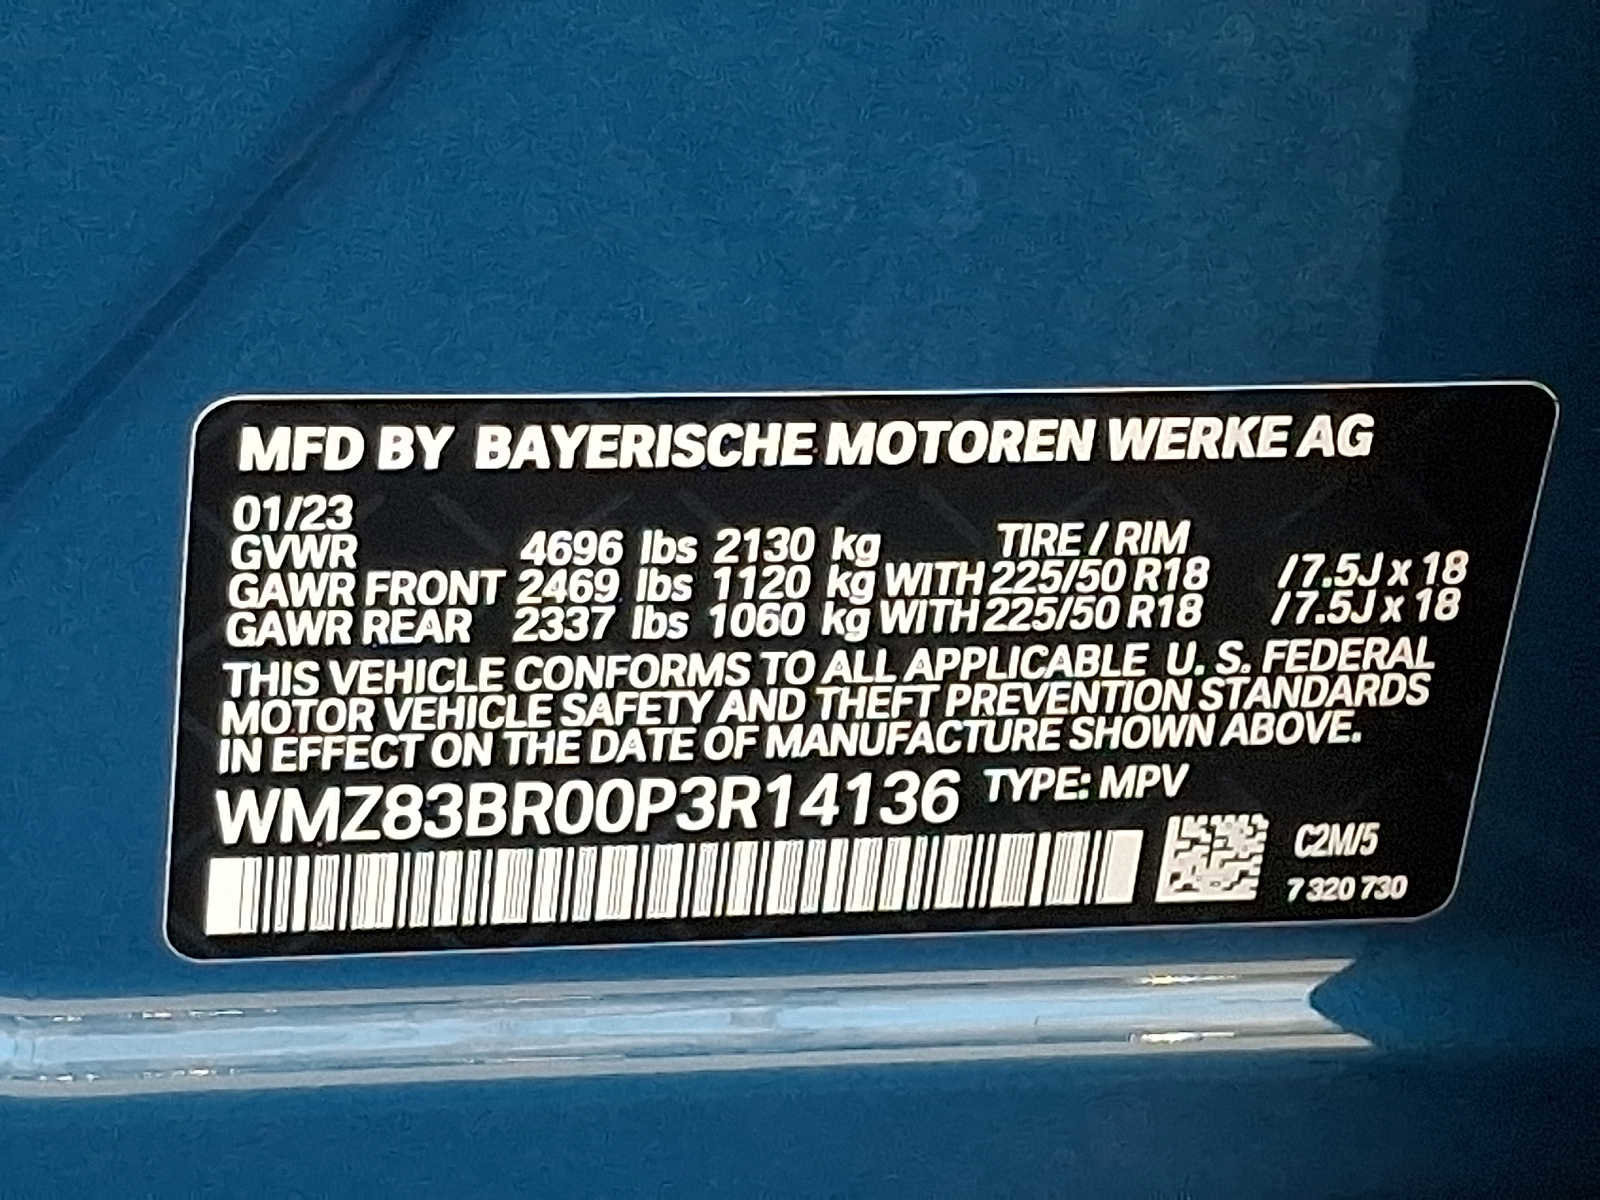 MFD BY BAYERISCHE MOTOREN WERKE AG
01/23
GVWR 4696 lbs 2130 kg TIRE / RIM
GAWR FRONT 2469 lbs 1120 kg WITH 225/50 R18 /7.5J x 18
GAWR REAR 2337 lbs 1060 kg WITH 225/50 R18 /7.5J x 18
THIS VEHICLE CONFORMS TO ALL APPLICABLE U. S. FEDERAL
MOTOR VEHICLE SAFETY AND THEFT PREVENTION STANDARDS
IN EFFECT ON THE DATE OF MANUFACTURE SHOWN ABOVE.
WMZ83BR00P3R14136 TYPE: MPV
C2M/5
7 320 730